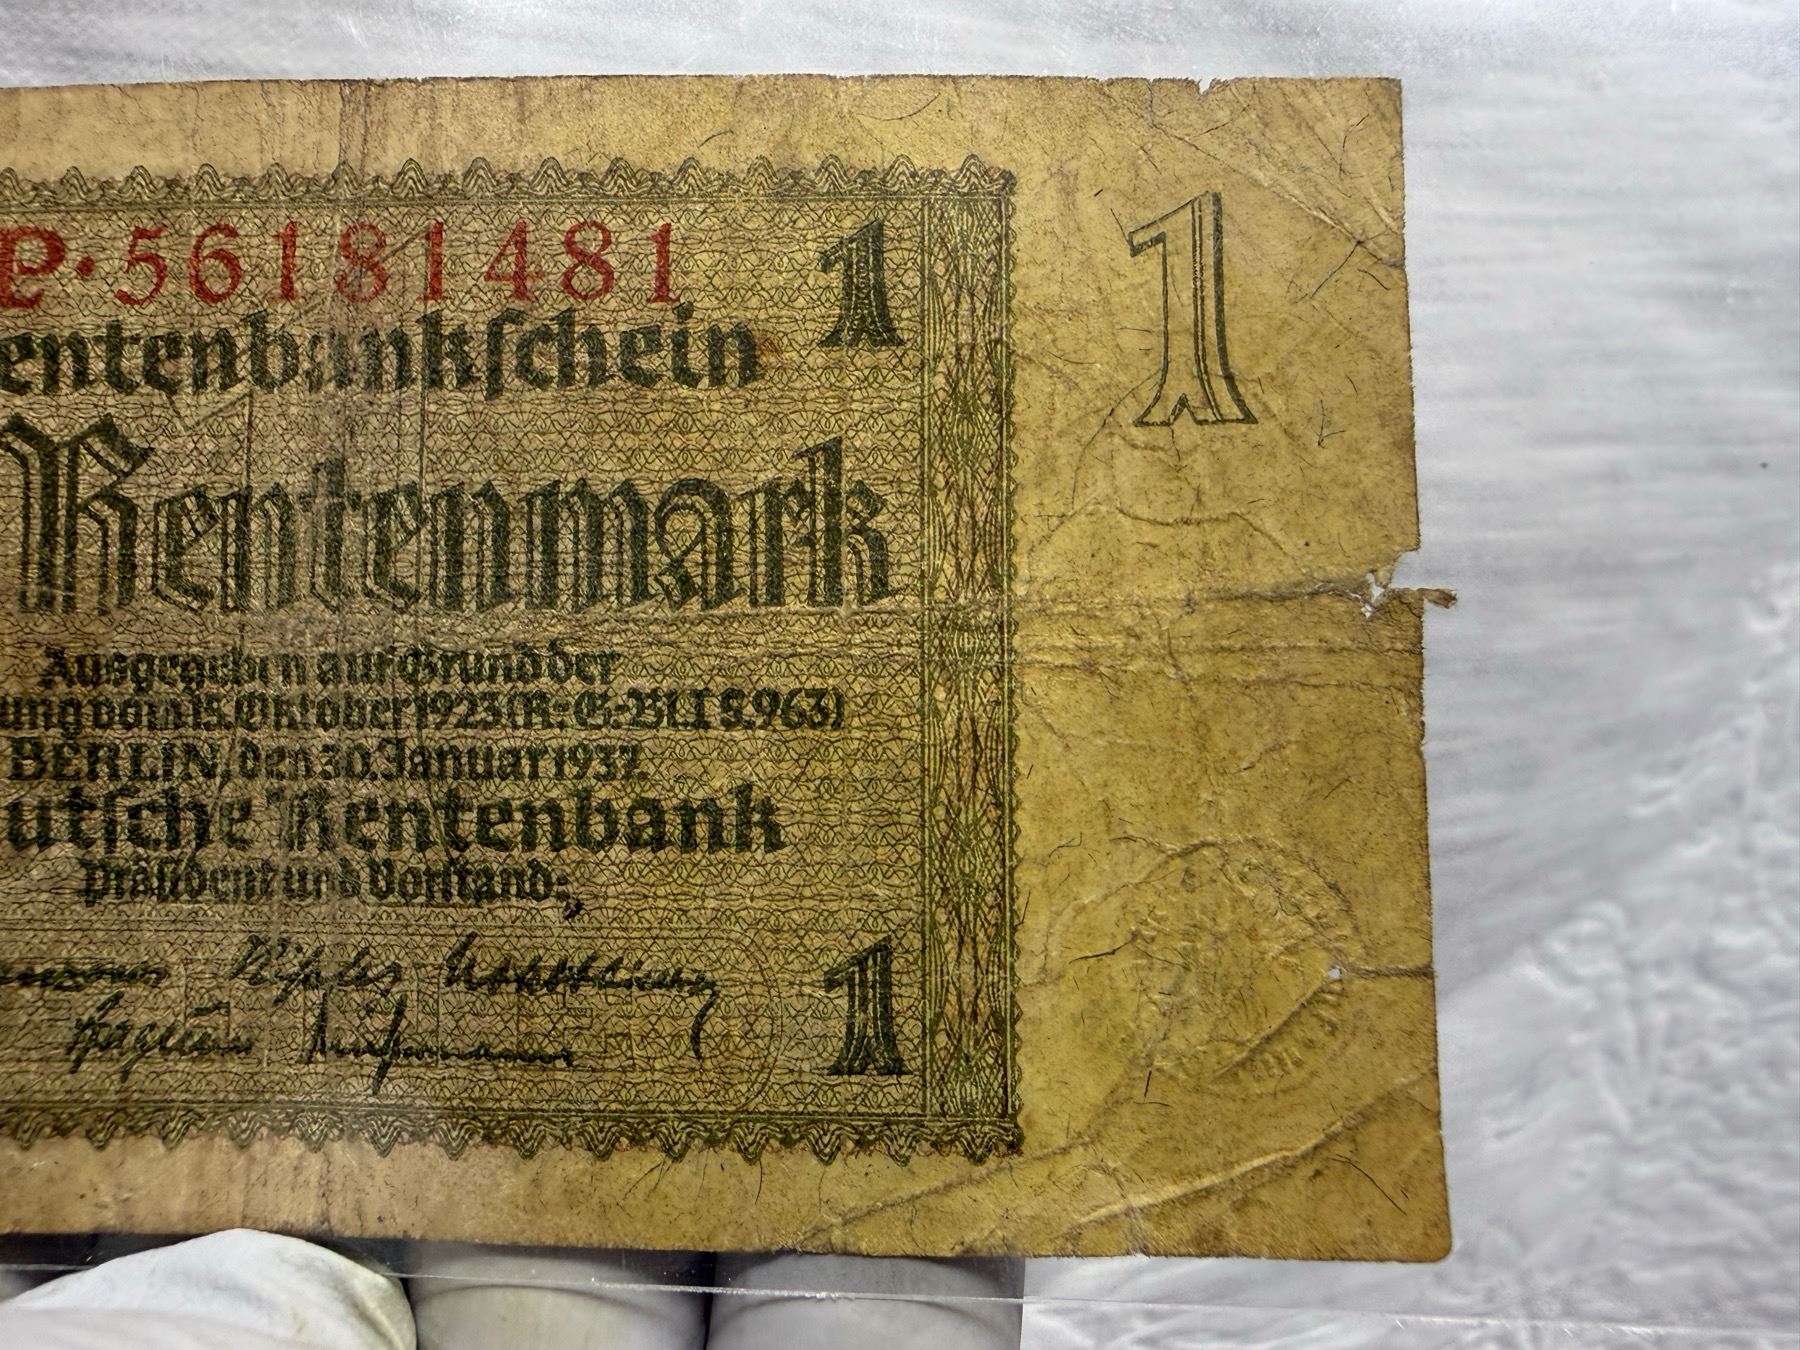 P·56181481
1
1
entenbankschein
Rentenmark
Ausgegeben auf Grund der
ung vom 15. Oktober 1923 (R=G=Bl. I S. 963)
BERLIN, den 30. Januar 1937.
utsche Rentenbank
Präsident und Vorstand:
1